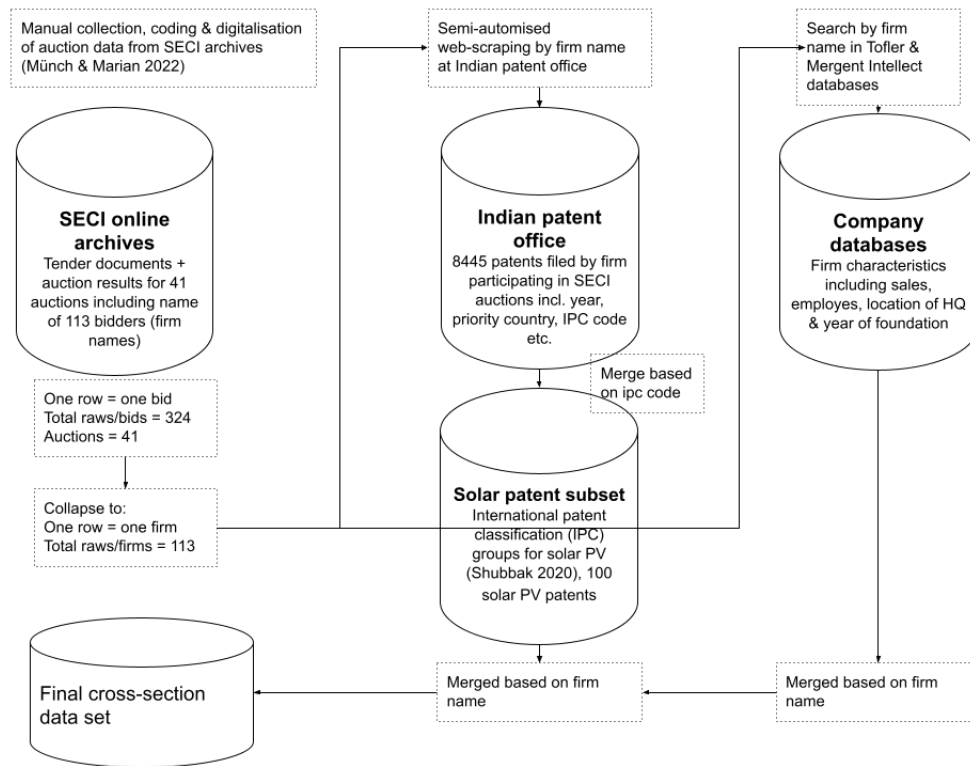 Manual collection, coding & digitalisation
of auction data from SECI archives
(Münch & Marian 2022)
Semi-automised
web-scraping by firm name
at Indian patent office
Search by firm
name in Tofler &
Mergent Intellect
databases
SECI online
archives
Tender documents +
auction results for 41
auctions including name
of 113 bidders (firm
names)
Indian patent
office
8445 patents filed by firm
participating in SECI
auctions incl. year,
priority country, IPC code
etc.
Company
databases
Firm characteristics
including sales,
employes, location of HQ
& year of foundation
One row = one bid
Total raws/bids = 324
Auctions = 41
Merge based
on ipc code
Collapse to:
One row = one firm
Total raws/firms = 113
Solar patent subset
International patent
classification (IPC)
groups for solar PV
(Shubbak 2020), 100
solar PV patents
Final cross-section
data set
Merged based on firm
name
Merged based on firm
name